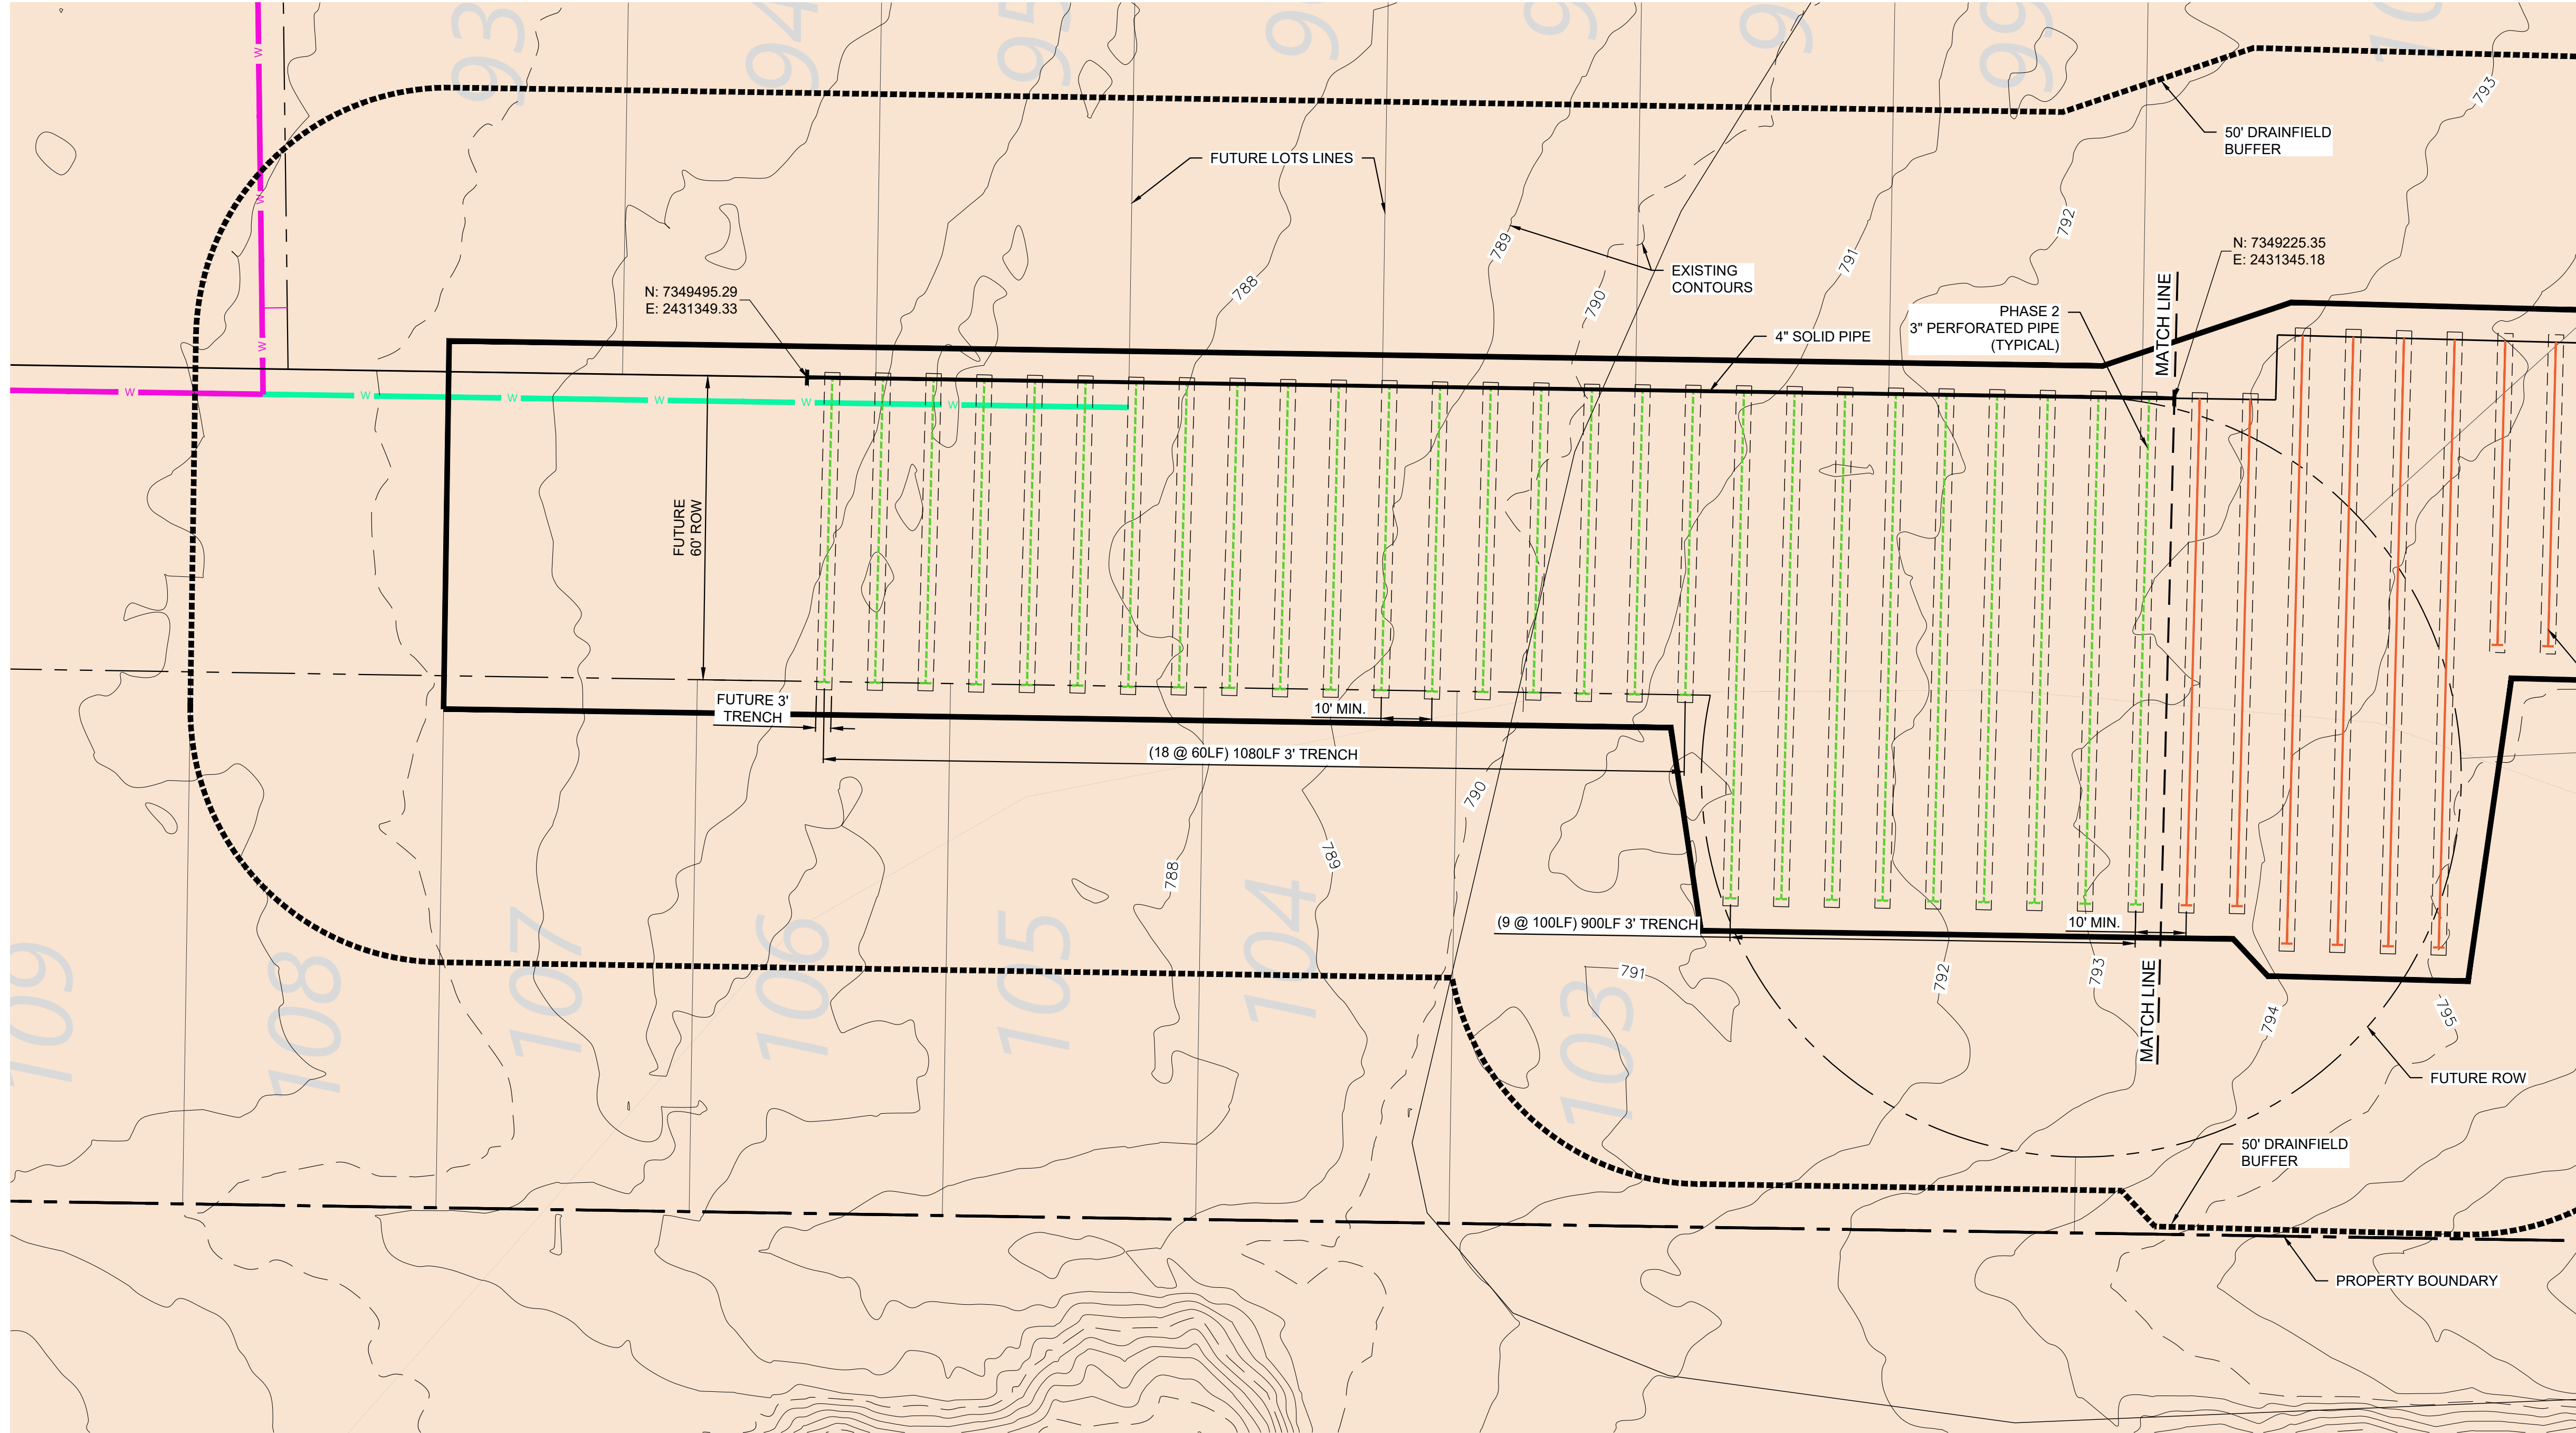 93
94
95
99
793
50' DRAINFIELD
BUFFER
FUTURE LOTS LINES
792
789
791
N: 7349225.35
E: 2431345.18
EXISTING
CONTOURS
788
790
MATCH LINE
N: 7349495.29
E: 2431349.33
PHASE 2
3" PERFORATED PIPE
(TYPICAL)
4" SOLID PIPE
W
W
W
W
W
W
W
W
W
FUTURE
60' ROW
FUTURE 3'
TRENCH
10' MIN.
(18 @ 60LF) 1080LF 3' TRENCH
790
789
788
(9 @ 100LF) 900LF 3' TRENCH
10' MIN.
109
108
107
106
105
104
103
791
792
793
794
795
MATCH LINE
FUTURE ROW
50' DRAINFIELD
BUFFER
PROPERTY BOUNDARY